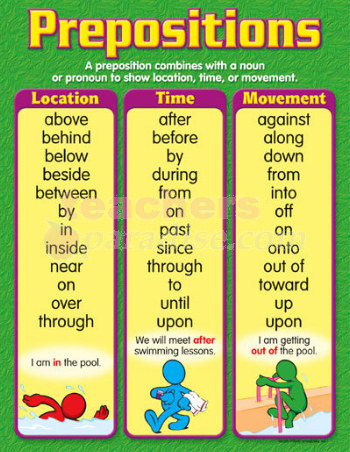 Prepositions
A preposition combines with a noun
or pronoun to show location, time, or movement.
Location
above
behind
below
beside
between
by
in
inside
near
on
over
through
I am in the pool.
Time
after
before
by
during
from
on
past
since
through
to
until
upon
We will meet after
swimming lessons.
Movement
against
along
down
from
into
off
on
onto
out of
toward
up
upon
I am getting
out of the pool.
teachers
paradise.com